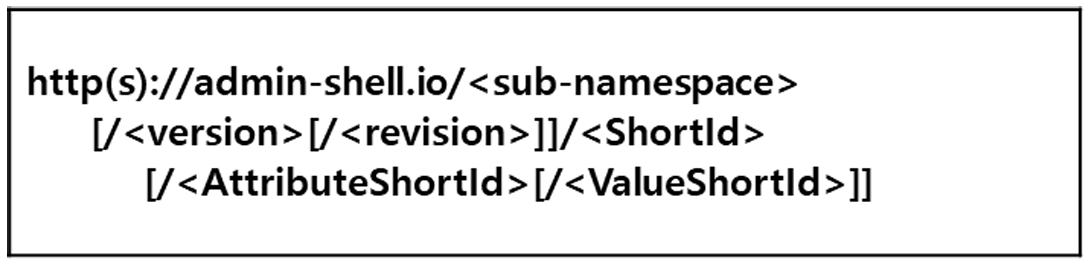 http(s)://admin-shell.io/<sub-namespace>
[/<version>[/<revision>]]/<ShortId>
[/<AttributeShortId>[/<ValueShortId>]]